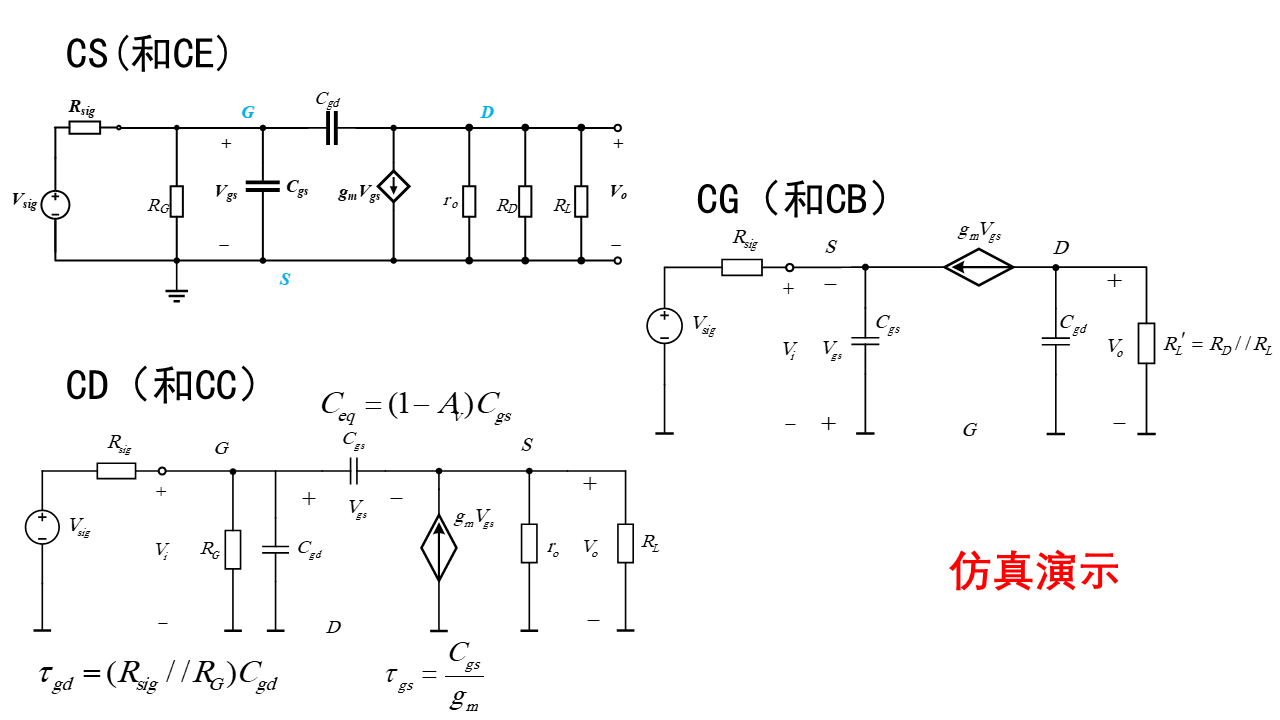 CS(和CE)
R_sig
G
C_gd
D
V_sig
R_G
+
V_gs
−
C_gs
g_m V_gs
r_o
R_D
R_L
+
V_o
−
S
CG（和CB）
R_sig
S
g_m V_gs
D
V_sig
+
V_i
−
−
V_gs
+
C_gs
C_gd
+
V_o
−
R_L′ = R_D // R_L
G
CD（和CC）
C_eq = (1 − A_V) C_gs
R_sig
G
C_gs
S
V_sig
+
V_i
−
R_G
C_gd
+
V_gs
−
g_m V_gs
r_o
+
V_o
−
R_L
D
τ_gd = (R_sig // R_G) C_gd
τ_gs = C_gs / g_m
仿真演示